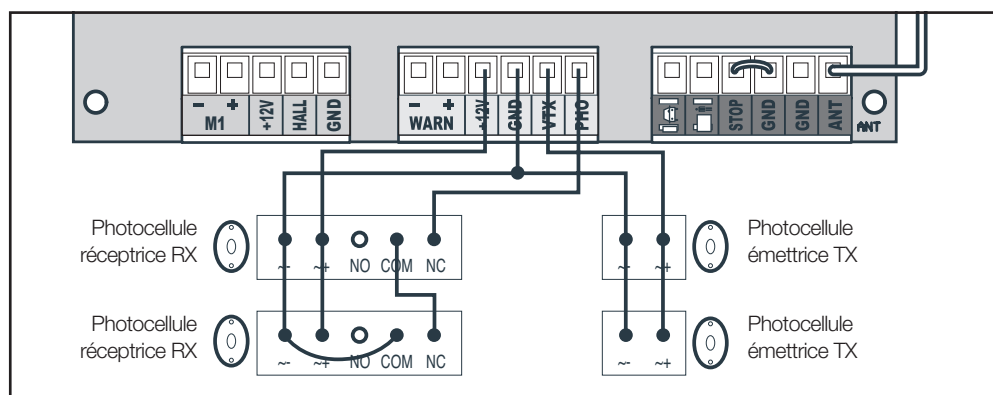 - + +12V HALL GND
M1
- + +12V GND VTX PHO
WARN
STOP GND GND ANT
ANT
Photocellule
réceptrice RX
~- ~+ NO COM NC
~- ~+
Photocellule
émettrice TX
Photocellule
réceptrice RX
~- ~+ NO COM NC
~- ~+
Photocellule
émettrice TX